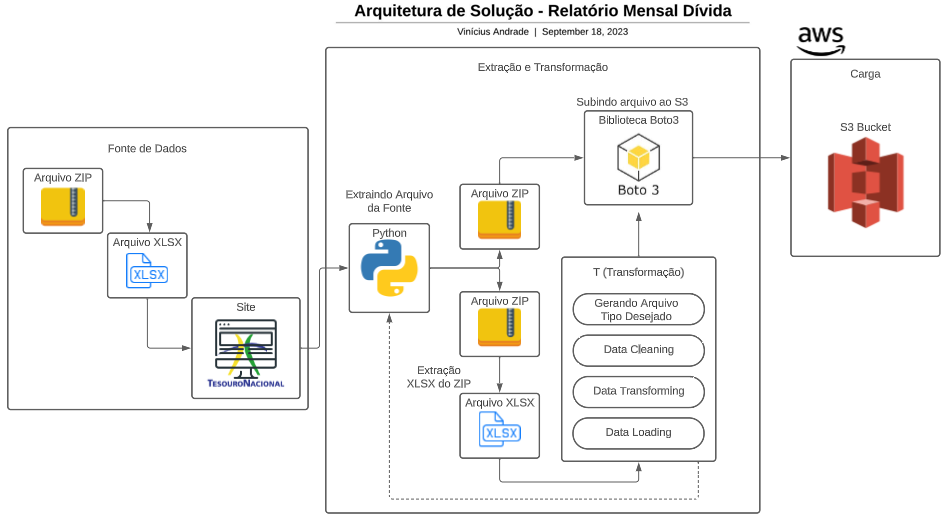 Arquitetura de Solução - Relatório Mensal Dívida
Vinícius Andrade | September 18, 2023
aws
Fonte de Dados
Arquivo ZIP
Arquivo XLSX
XLSX
Site
TESOURONACIONAL
Extração e Transformação
Extraindo Arquivo
da Fonte
Python
Arquivo ZIP
Arquivo ZIP
Extração
XLSX do ZIP
Arquivo XLSX
XLSX
Subindo arquivo ao S3
Biblioteca Boto3
Boto 3
T (Transformação)
Gerando Arquivo
Tipo Desejado
Data Cleaning
Data Transforming
Data Loading
Carga
S3 Bucket